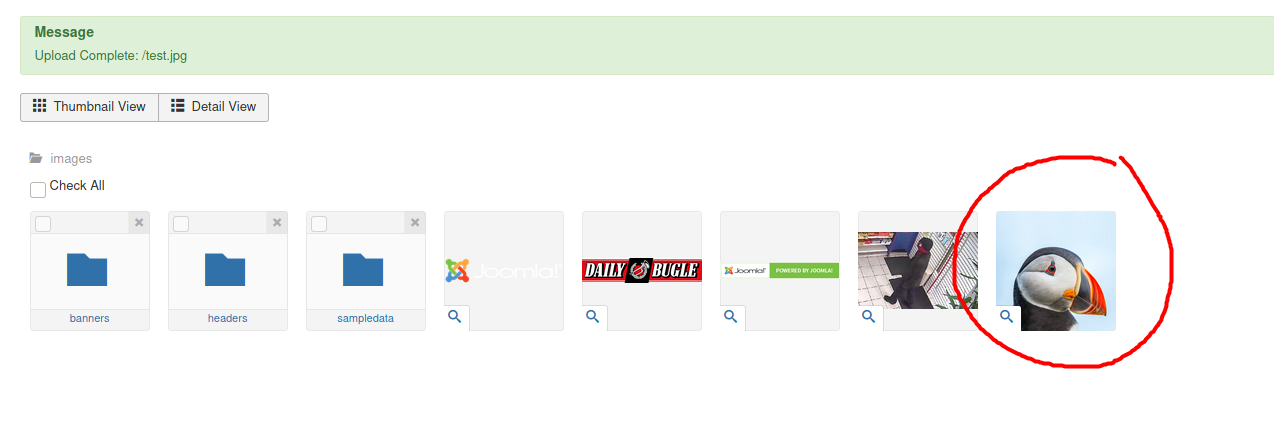 Message
Upload Complete: /test.jpg
Thumbnail View Detail View
images
Check All
Joomla! DAILY BUGLE Joomla! POWERED BY JOOMLA!
banners headers sampledata